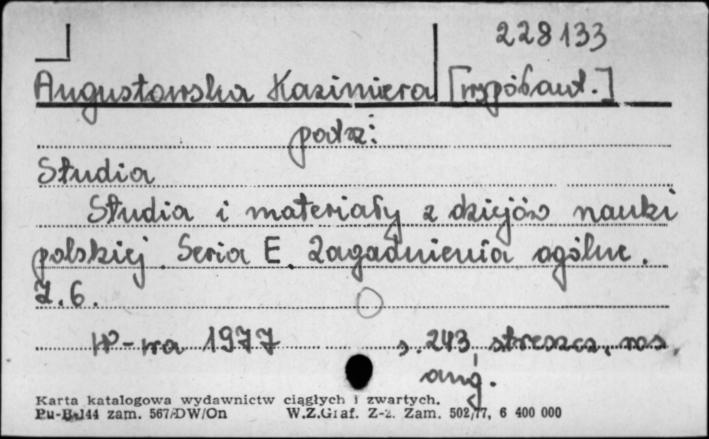 228133
Augustowska Kazimiera [współaut.]
patrz:
Studia
Studia i materiały z dziejów nauki
polskiej. Seria E. Zagadnienia ogólne.
Z. 6.
W-wa 1977 s. 243 streszcz. ros.
ang.
Karta katalogowa wydawnictw ciągłych i zwartych.
Pu-B-144 zam. 567/DW/On W.Z.Graf. Z-2. Zam. 502/77, 6 400 000